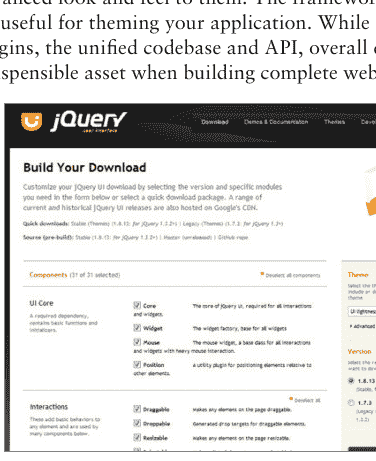 anced look and feel to them. The framework
useful for theming your application. While
gins, the unified codebase and API, overall
spensible asset when building complete web
jQuery
user interface
Download Demos & Documentation Themes
Build Your Download
Customize your jQuery UI download by selecting the version and specific modules
you need in the form below or select a quick download package. A range of
current and historical jQuery UI releases are also hosted on Google's CDN.
Quick downloads: Stable (Themes) (1.8.13: for jQuery 1.3.2+) | Legacy (Themes) (1.7.3: for jQuery 1.3+)
Source (pre-build): Stable (1.8.13: for jQuery 1.3.2+) | Master (unreleased) | GitHub repo
Components (31 of 31 selected)
Deselect all components
UI Core
A required dependency,
contains basic functions and
initializers.
Core The core of jQuery UI, required for all interactions
and widgets.
Widget The widget factory, base for all widgets
Mouse The mouse widget, a base class for all interactions
and widgets with heavy mouse interaction.
Position A utility plugin for positioning elements relative to
other elements.
Deselect all
Interactions
These add basic behaviors to
any element and are used by
many components below.
Draggable Makes any element on the page draggable.
Droppable Generated drop targets for draggable elements.
Resizable Makes any element on the page resizable.
Theme
theme
UI lightness
Advanced
Version
1.8.13
1.7.3